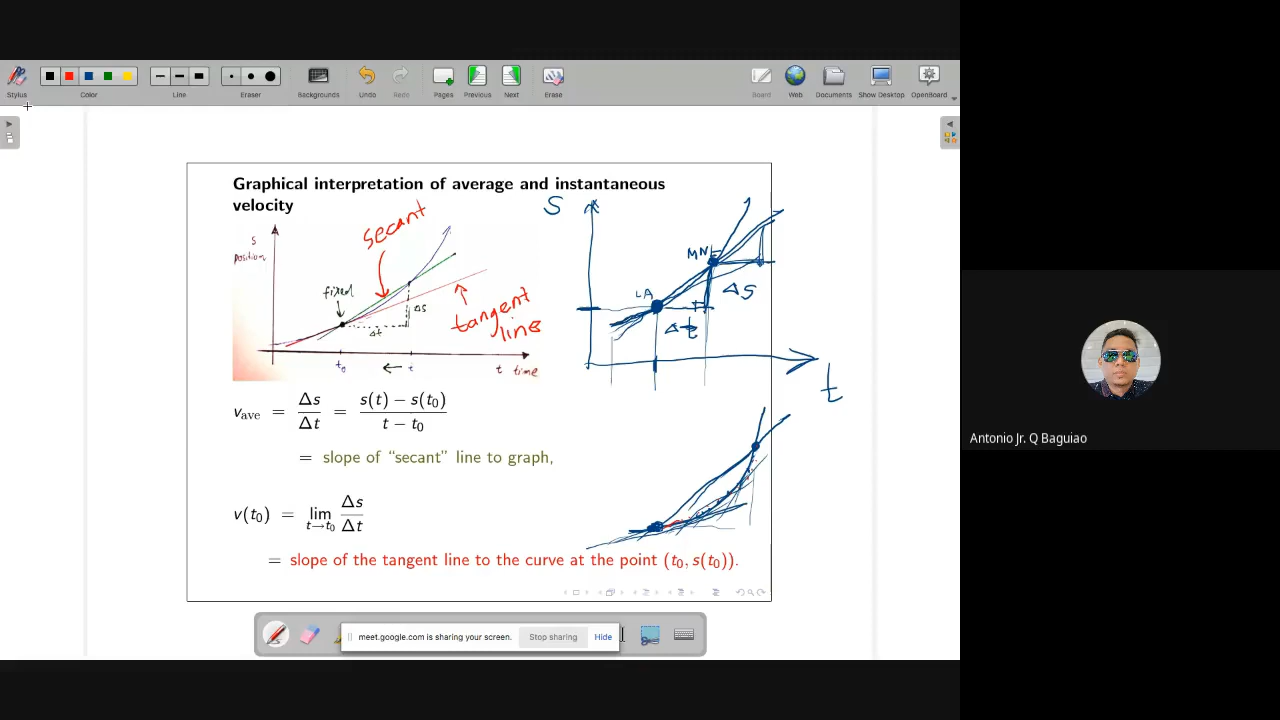 Stylus
Color
Line
Eraser
Backgrounds
Undo
Redo
Pages
Previous
Next
Erase
Board
Web
Documents
Show Desktop
OpenBoard
Graphical interpretation of average and instantaneous
velocity
s
position
fixed
secant
tangent
line
Δs
Δt
t₀
← t
t time
S
LA
MNE
Δs
Δt
t
v_ave = Δs/Δt = (s(t) − s(t₀))/(t − t₀)
= slope of “secant” line to graph,
v(t₀) = lim_{t→t₀} Δs/Δt
= slope of the tangent line to the curve at the point (t₀, s(t₀)).
meet.google.com is sharing your screen.
Stop sharing
Hide
Antonio Jr. Q Baguiao